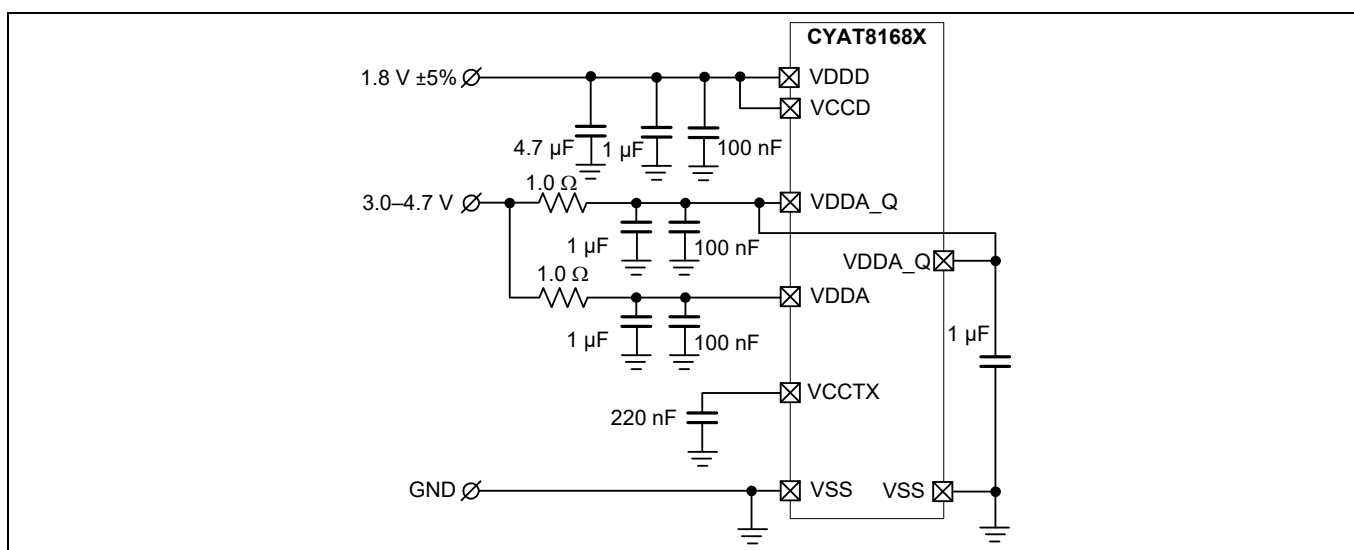 CYAT8168X
1.8 V ±5%
VDDD
VCCD
4.7 µF
1 µF
100 nF
1.0 Ω
3.0–4.7 V
VDDA_Q
1 µF
100 nF
VDDA_Q
1.0 Ω
VDDA
1 µF
100 nF
1 µF
VCCTX
220 nF
GND
VSS
VSS